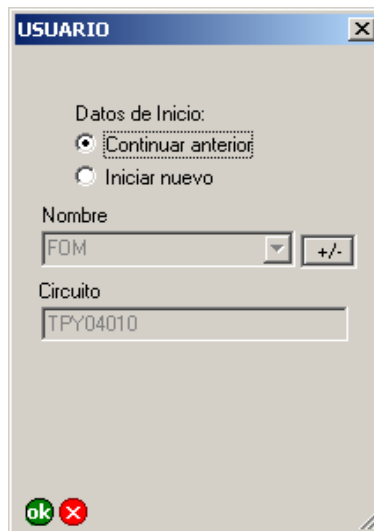 USUARIO
Datos de Inicio:
Continuar anterior
Iniciar nuevo
Nombre
FOM
+/-
Circuito
TPY04010
ok